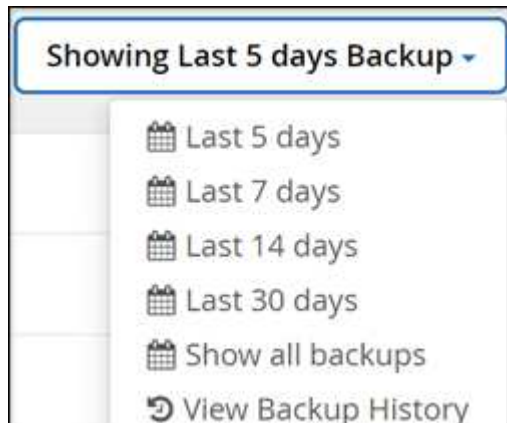 Showing Last 5 days Backup
Last 5 days
Last 7 days
Last 14 days
Last 30 days
Show all backups
View Backup History